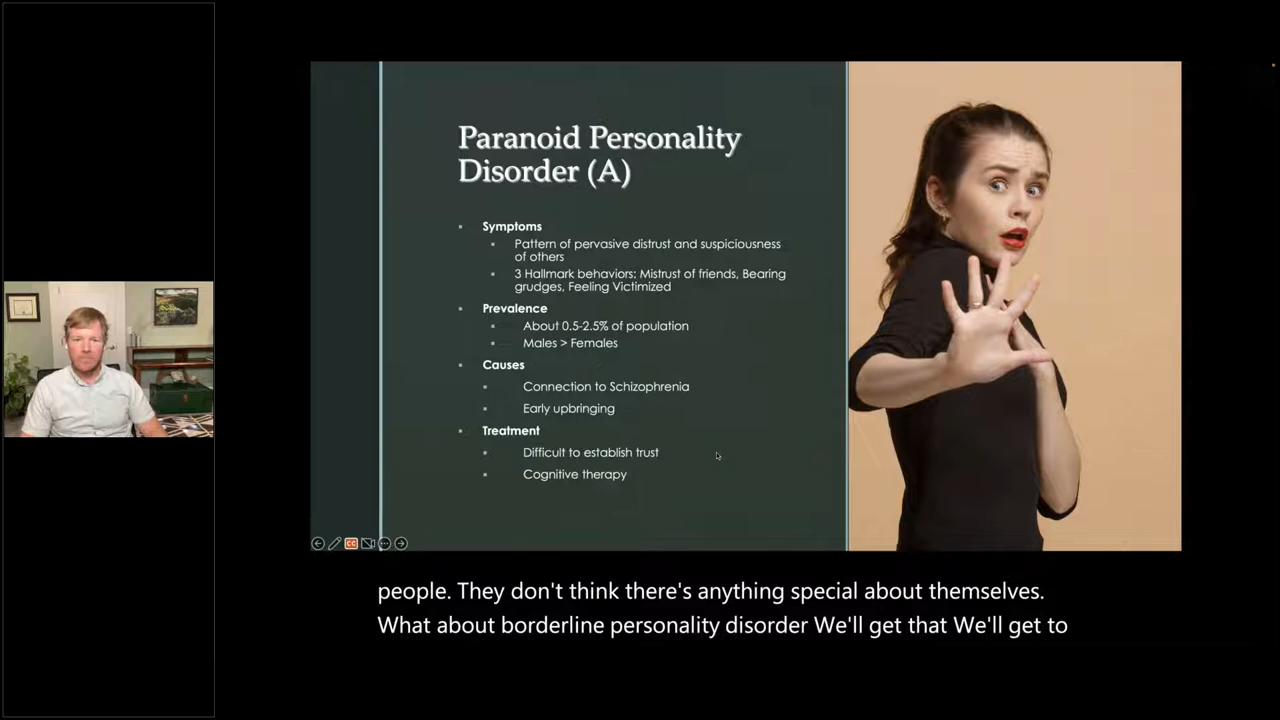 Paranoid Personality
Disorder (A)
Symptoms
Pattern of pervasive distrust and suspiciousness
of others
3 Hallmark behaviors: Mistrust of friends, Bearing
grudges, Feeling Victimized
Prevalence
About 0.5-2.5% of population
Males > Females
Causes
Connection to Schizophrenia
Early upbringing
Treatment
Difficult to establish trust
Cognitive therapy
CC
people. They don't think there's anything special about themselves.
What about borderline personality disorder We'll get that We'll get to